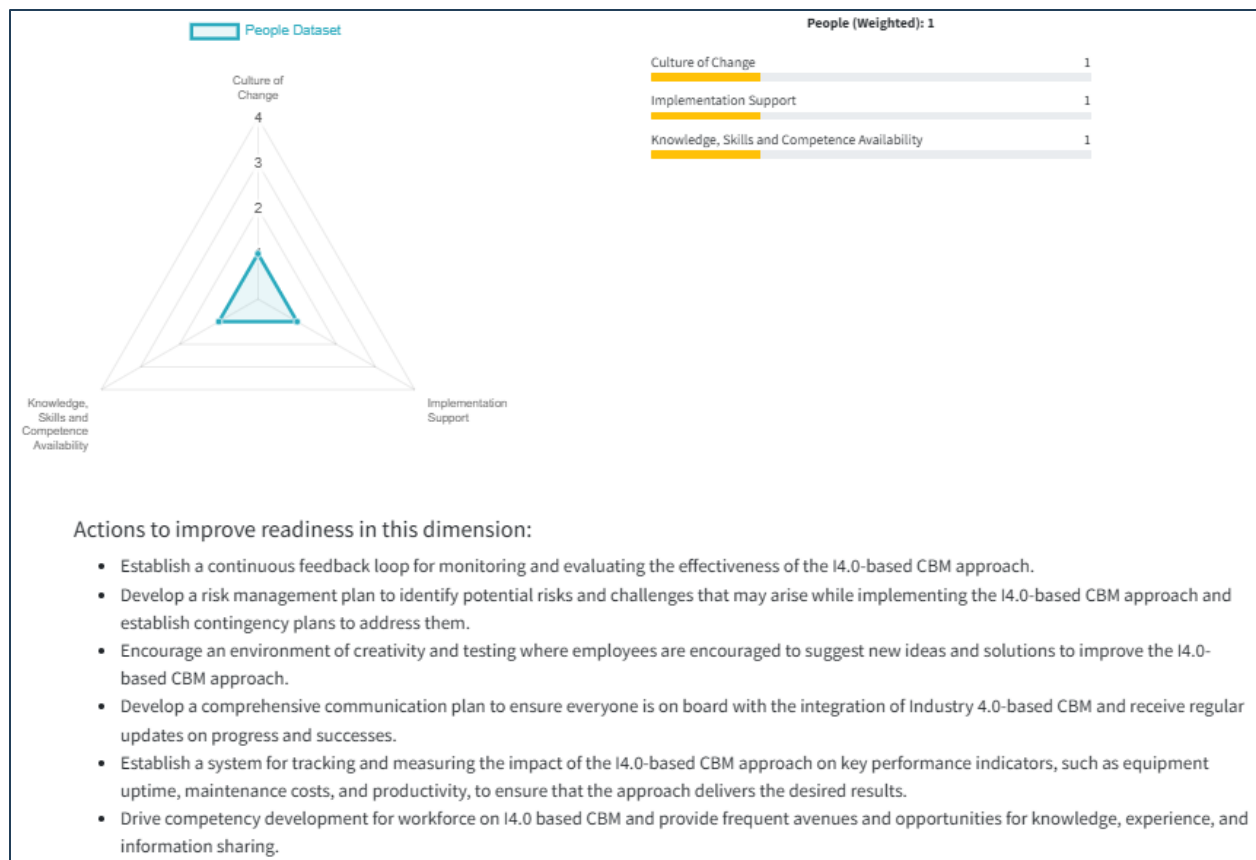 People Dataset
Culture of
Change
4
3
2
1
Knowledge,
Skills and
Competence
Availability
Implementation
Support
People (Weighted): 1
Culture of Change 1
Implementation Support 1
Knowledge, Skills and Competence Availability 1
Actions to improve readiness in this dimension:
• Establish a continuous feedback loop for monitoring and evaluating the effectiveness of the I4.0-based CBM approach.
• Develop a risk management plan to identify potential risks and challenges that may arise while implementing the I4.0-based CBM approach and
establish contingency plans to address them.
• Encourage an environment of creativity and testing where employees are encouraged to suggest new ideas and solutions to improve the I4.0-
based CBM approach.
• Develop a comprehensive communication plan to ensure everyone is on board with the integration of Industry 4.0-based CBM and receive regular
updates on progress and successes.
• Establish a system for tracking and measuring the impact of the I4.0-based CBM approach on key performance indicators, such as equipment
uptime, maintenance costs, and productivity, to ensure that the approach delivers the desired results.
• Drive competency development for workforce on I4.0 based CBM and provide frequent avenues and opportunities for knowledge, experience, and
information sharing.